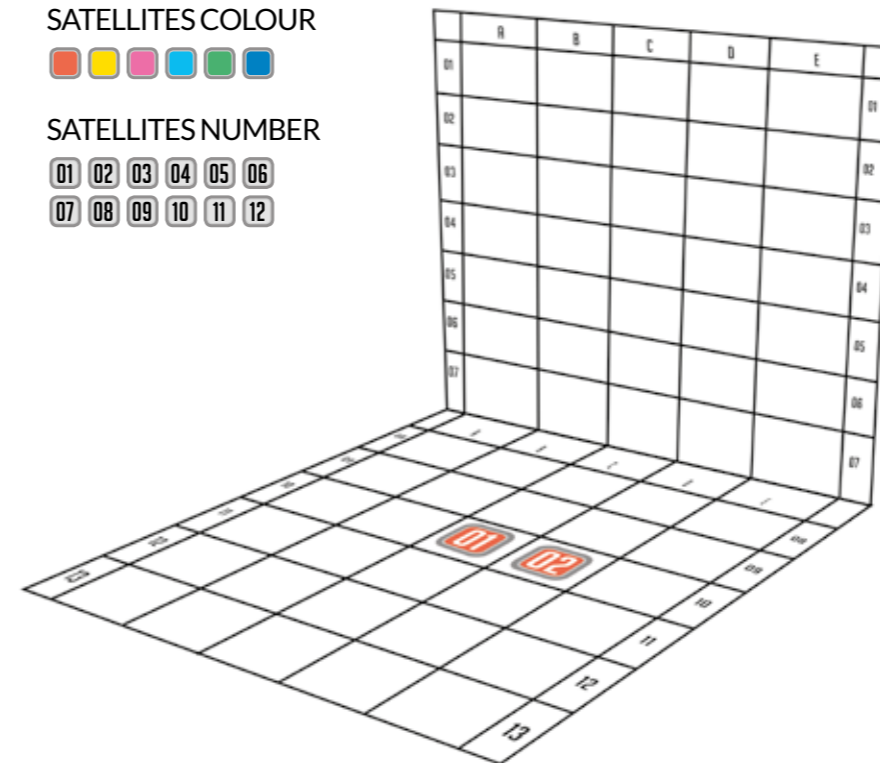 SATELLITES COLOUR
SATELLITES NUMBER
01 02 03 04 05 06
07 08 09 10 11 12
A B C D E
01 01
02 02
03 03
04 04
05 05
06 06
07 07
08
09
10
11
12
13
01 02